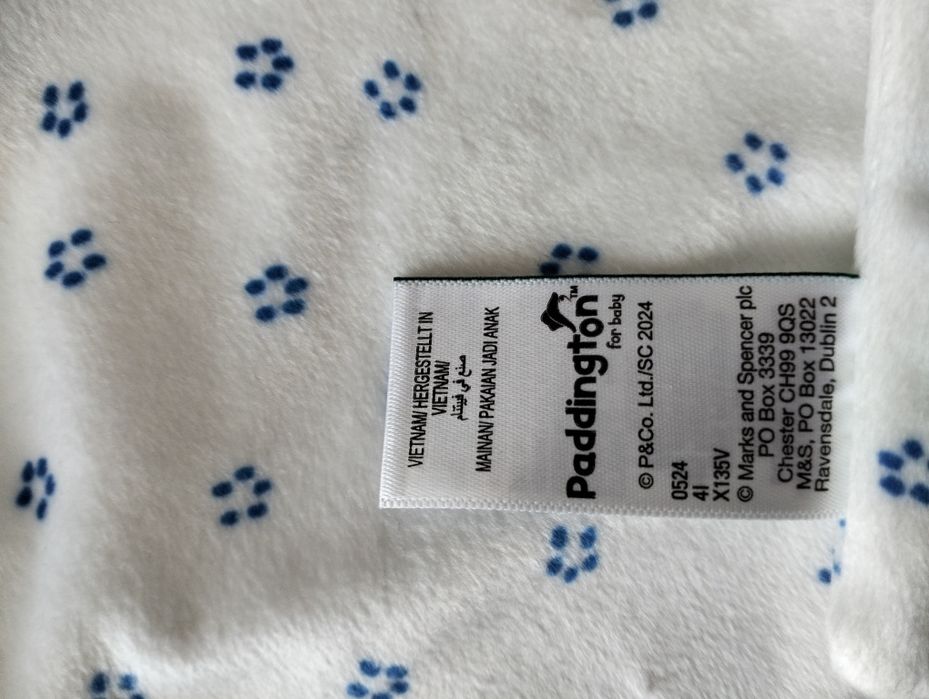 VIETNAM/ HERGESTELLT IN
VIETNAM/
صنع في فيتنام
MAINAN/ PAKAIAN JADI ANAK
Paddington™
for baby
© P&Co. Ltd./SC 2024
0524
4I
X135V
© Marks and Spencer plc
PO Box 3339
Chester CH99 9QS
M&S, PO Box 13022
Ravensdale, Dublin 2